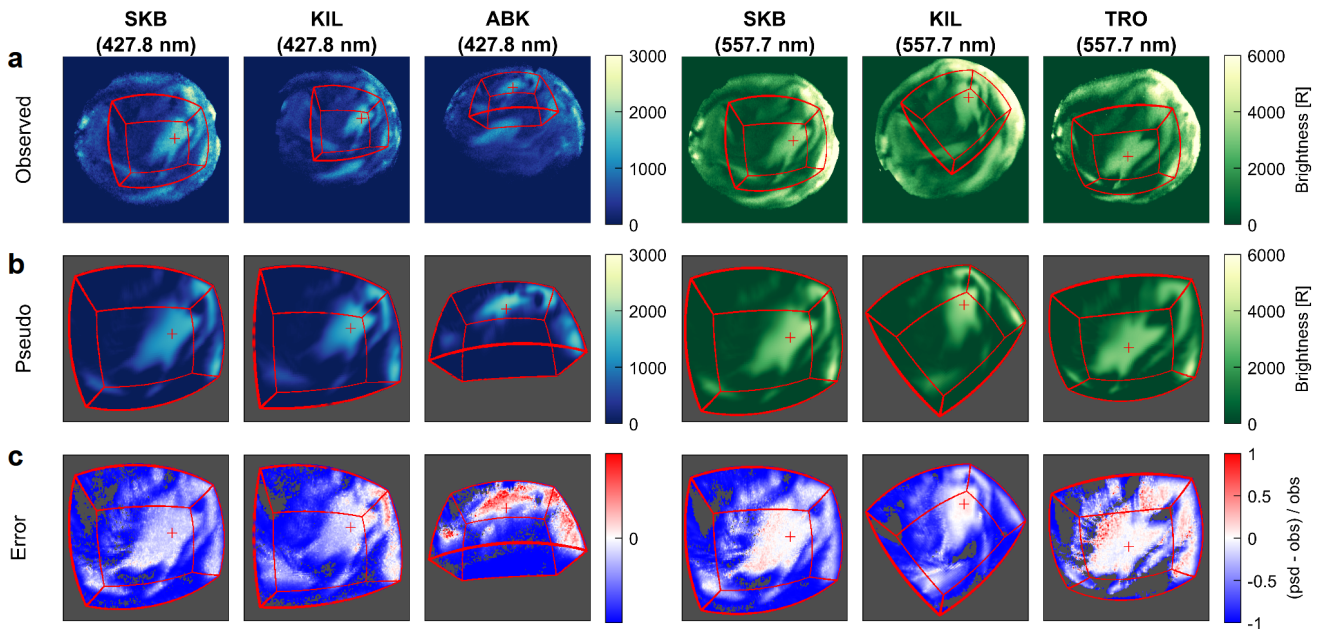 SKB KIL ABK SKB KIL TRO
(427.8 nm) (427.8 nm) (427.8 nm) (557.7 nm) (557.7 nm) (557.7 nm)
a
Observed
3000
2000
1000
0
6000
4000
2000
0
Brightness [R]
b
Pseudo
3000
2000
1000
0
6000
4000
2000
0
Brightness [R]
c
Error
0
1
0.5
0
-0.5
-1
(psd - obs) / obs